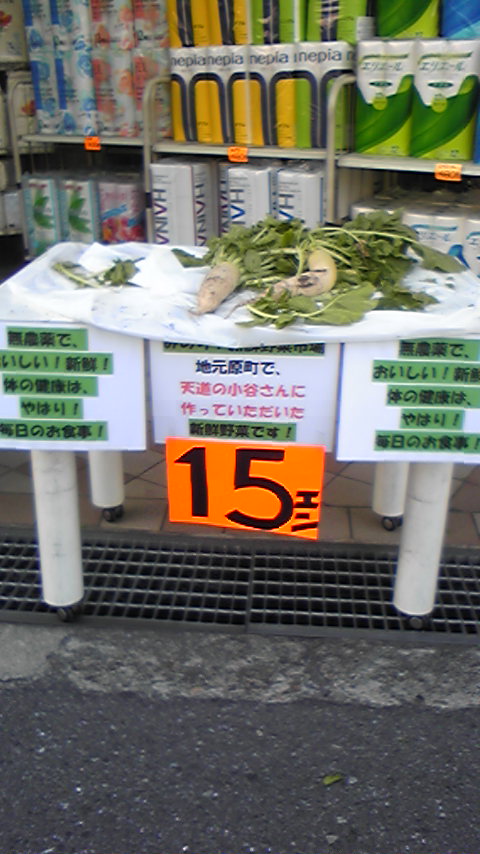 nepia nepia nepia nepia
エリエール エリエール
無農薬で、
おいしい！新鮮！
体の健康は、
やはり！
毎日のお食事！
地元原町で、
天道の小谷さんに
作っていただいた
新鮮野菜です！
無農薬で、
おいしい！新鮮
体の健康は、
やはり！
毎日のお食事！
15エン